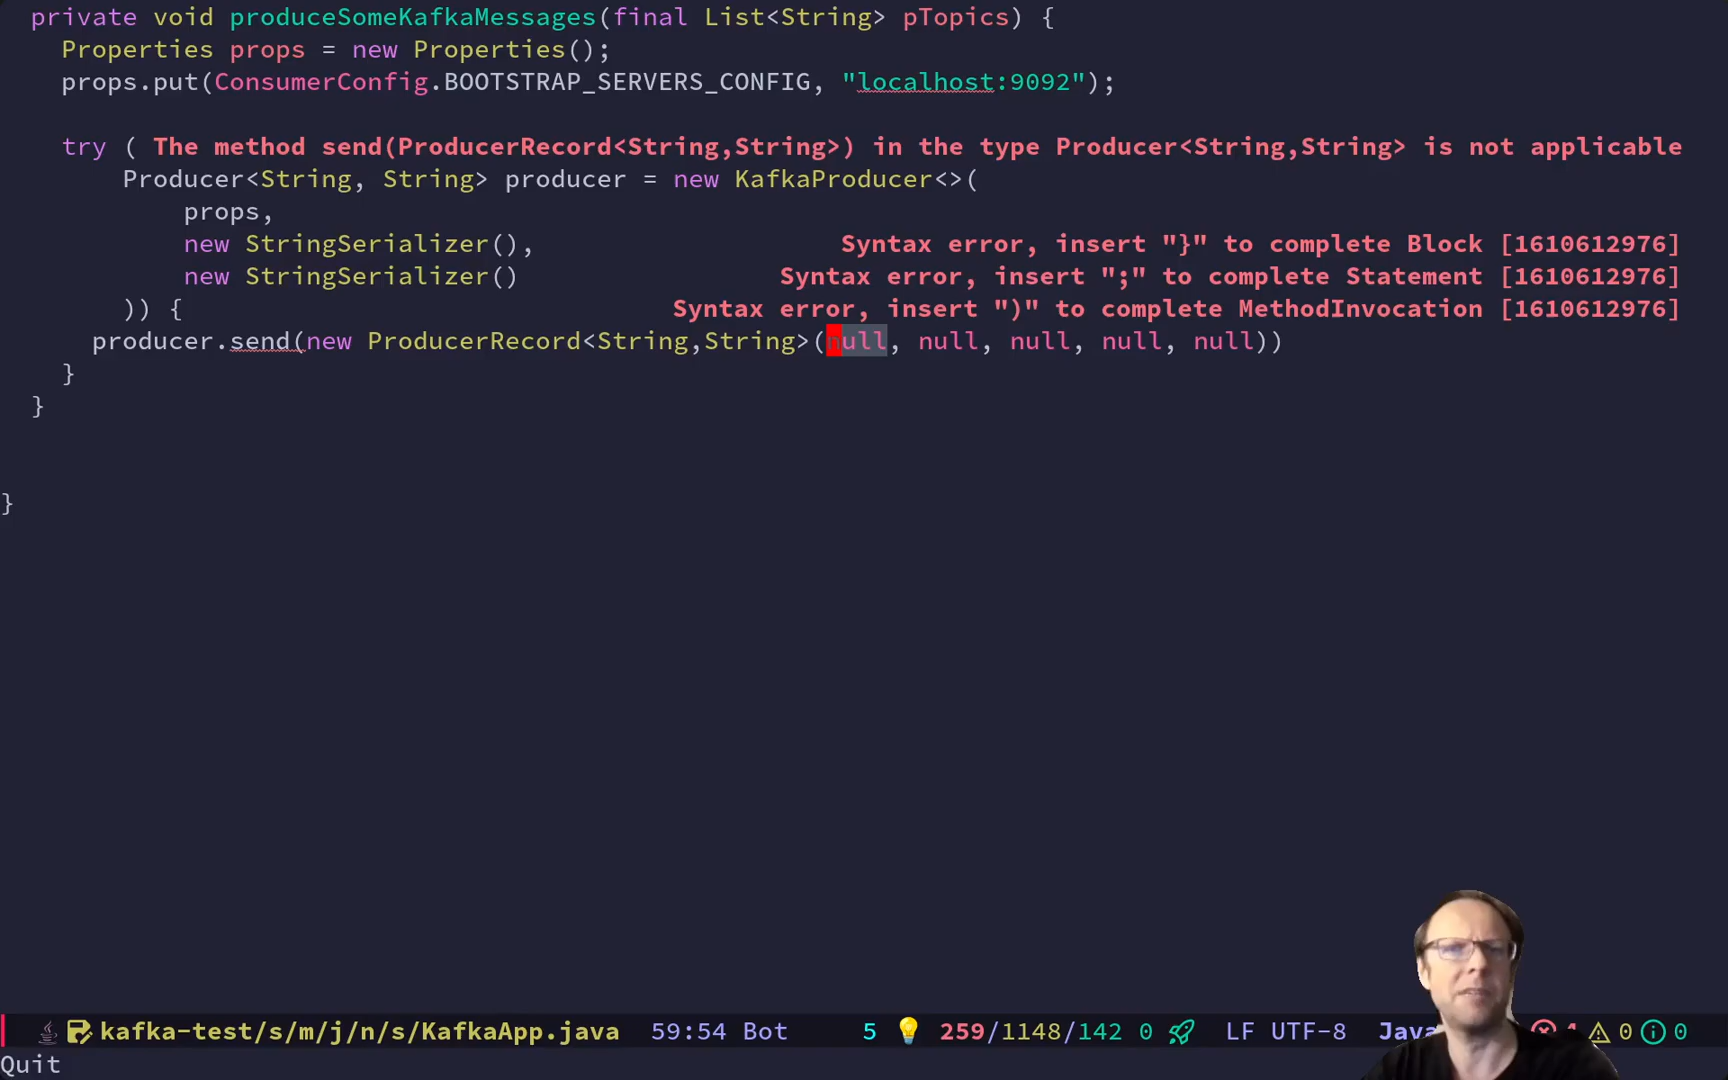 private void produceSomeKafkaMessages(final List<String> pTopics) {
Properties props = new Properties();
props.put(ConsumerConfig.BOOTSTRAP_SERVERS_CONFIG, "localhost:9092");
try ( The method send(ProducerRecord<String,String>) in the type Producer<String,String> is not applicable
Producer<String, String> producer = new KafkaProducer<>(
props,
new StringSerializer(), Syntax error, insert "}" to complete Block [1610612976]
new StringSerializer() Syntax error, insert ";" to complete Statement [1610612976]
)) { Syntax error, insert ")" to complete MethodInvocation [1610612976]
producer.send(new ProducerRecord<String,String>(null, null, null, null, null))
}
}
}
kafka-test/s/m/j/n/s/KafkaApp.java 59:54 Bot 5 259/1148/142 0 LF UTF-8 Java 0 0
Quit